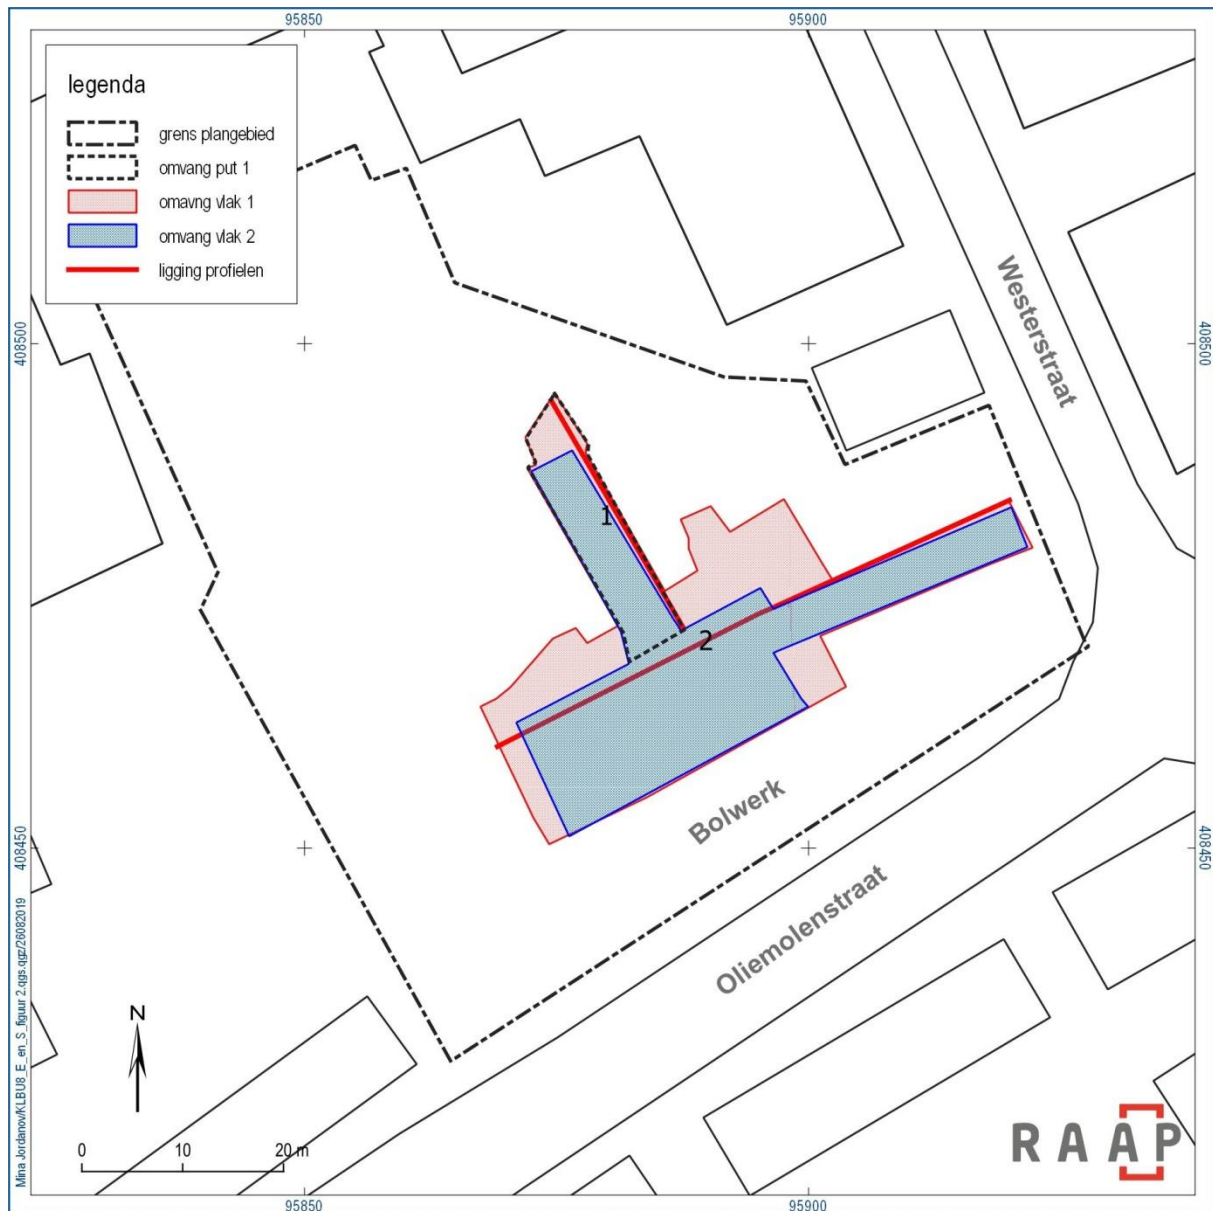 95850
95900
legenda
grens plangebied
omvang put 1
omavng vlak 1
omvang vlak 2
ligging profielen
Westerstraat
408500
408500
1
2
Bolwerk
408450
408450
Oliemolenstraat
Mina Jordanov/KLBU8_E_en_S_figuur 2.qgs.qgz/26082019
N
0 10 20 m
RAAP
95850
95900